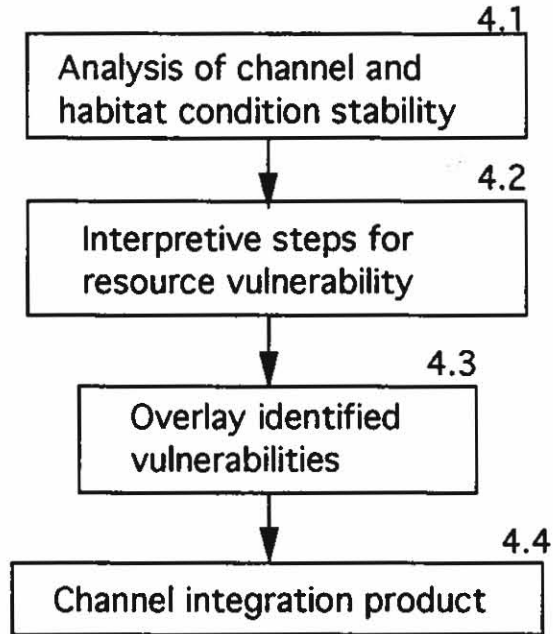 4.1
Analysis of channel and
habitat condition stability
4.2
Interpretive steps for
resource vulnerability
4.3
Overlay identified
vulnerabilities
4.4
Channel integration product